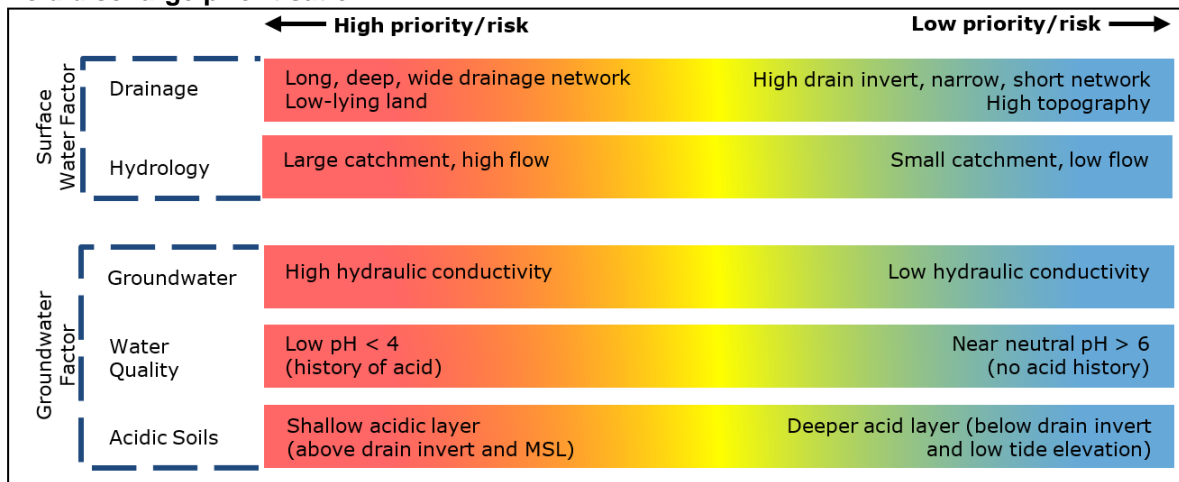 High priority/risk
Low priority/risk
Surface
Water Factor
Drainage
Long, deep, wide drainage network
Low-lying land
High drain invert, narrow, short network
High topography
Hydrology
Large catchment, high flow
Small catchment, low flow
Groundwater
Factor
Groundwater
High hydraulic conductivity
Low hydraulic conductivity
Water
Quality
Low pH < 4
(history of acid)
Near neutral pH > 6
(no acid history)
Acidic Soils
Shallow acidic layer
(above drain invert and MSL)
Deeper acid layer (below drain invert
and low tide elevation)